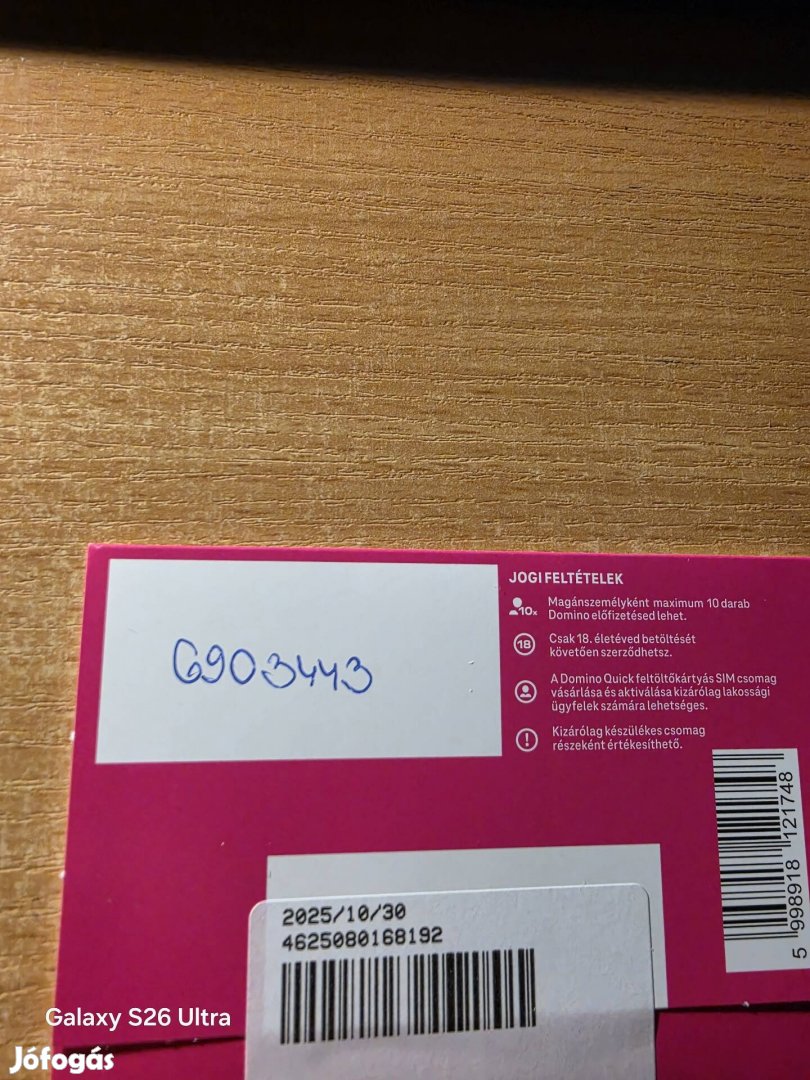 6903443
JOGI FELTÉTELEK
10x
Magánszemélyként maximum 10 darab
Domino előfizetésed lehet.
18
Csak 18. életéved betöltését
követően szerződhetsz.
A Domino Quick feltöltőkártyás SIM csomag
vásárlása és aktiválása kizárólag lakossági
ügyfelek számára lehetséges.
!
Kizárólag készülékes csomag
részeként értékesíthető.
5 998918 121748
2025/10/30
4625080168192
Galaxy S26 Ultra
Jófogás